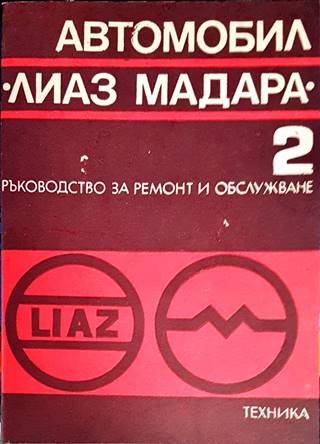 АВТОМОБИЛ
·ЛИАЗ МАДАРА·
2
РЪКОВОДСТВО ЗА РЕМОНТ И ОБСЛУЖВАНЕ
LIAZ
ТЕХНИКА